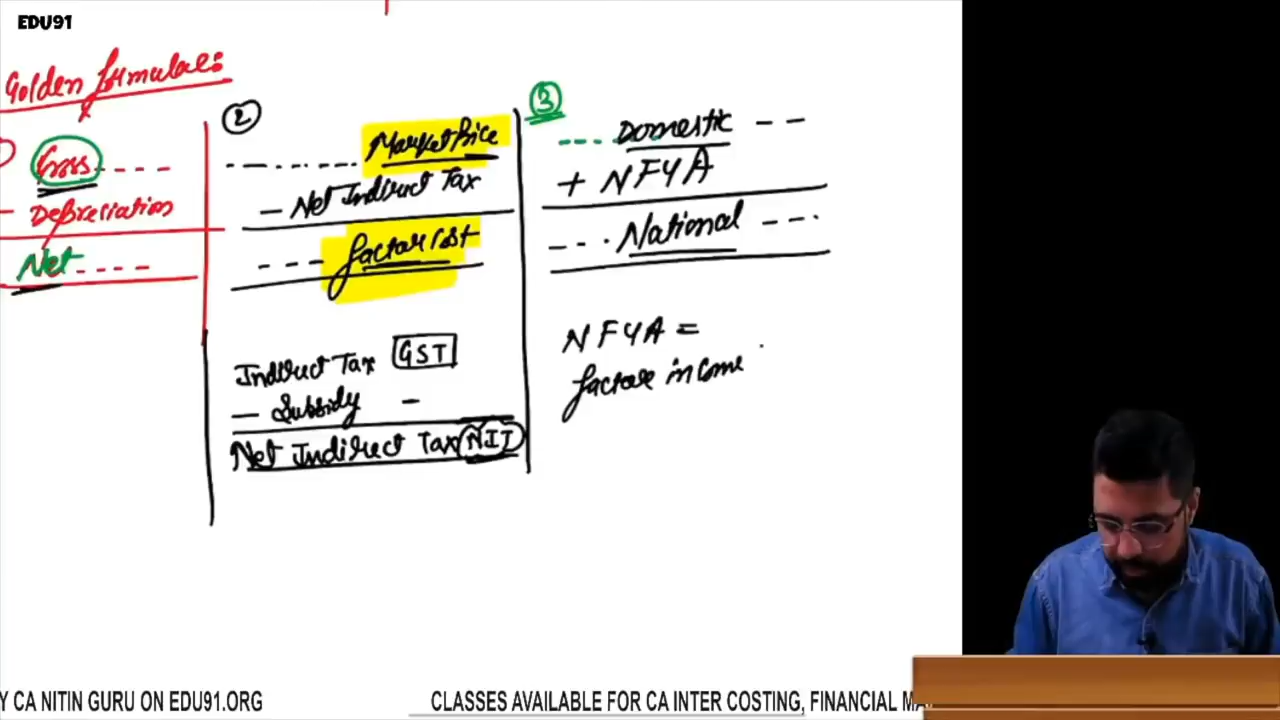 EDU91
Golden formulae:
Gross - - - -
- Depreciation
Net - - - -
2
- - - - - - Market Price
- Net Indirect Tax
- - - factor Cost
Indirect Tax GST
- Subsidy -
Net Indirect Tax NIT
3
- - - - Domestic - -
+ NFYA
- - - National - - -
NFYA =
factor income
Y CA NITIN GURU ON EDU91.ORG
CLASSES AVAILABLE FOR CA INTER COSTING, FINANCIAL MA